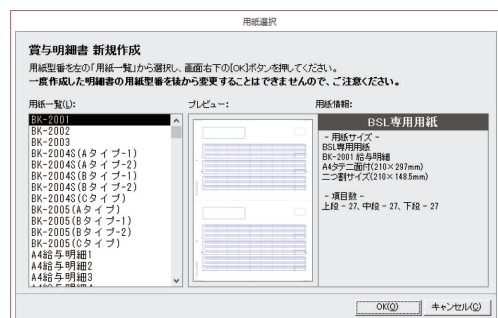 用紙選択
賞与明細書 新規作成
用紙型番を左の「用紙一覧」から選択し、画面右下の[OK]ボタンを押してください。
一度作成した明細書の用紙型番を後から変更することはできませんので、ご注意ください。
用紙一覧(L):
BK-2001
BK-2002
BK-2003
BK-2004S(Aタイプ-1)
BK-2004S(Aタイプ-2)
BK-2004S(Bタイプ-1)
BK-2004S(Bタイプ-2)
BK-2004S(Cタイプ)
BK-2005(Aタイプ)
BK-2005(Bタイプ-1)
BK-2005(Bタイプ-2)
BK-2005(Cタイプ)
A4給与明細1
A4給与明細2
A4給与明細3
プレビュー:
用紙情報:
BSL専用用紙
- 用紙サイズ -
BSL専用用紙
BK-2001 給与明細
A4タテ二面付(210×297mm)
二つ割サイズ(210×148.5mm)
- 項目数 -
上段 - 27、中段 - 27、下段 - 27
OK(O)
キャンセル(C)